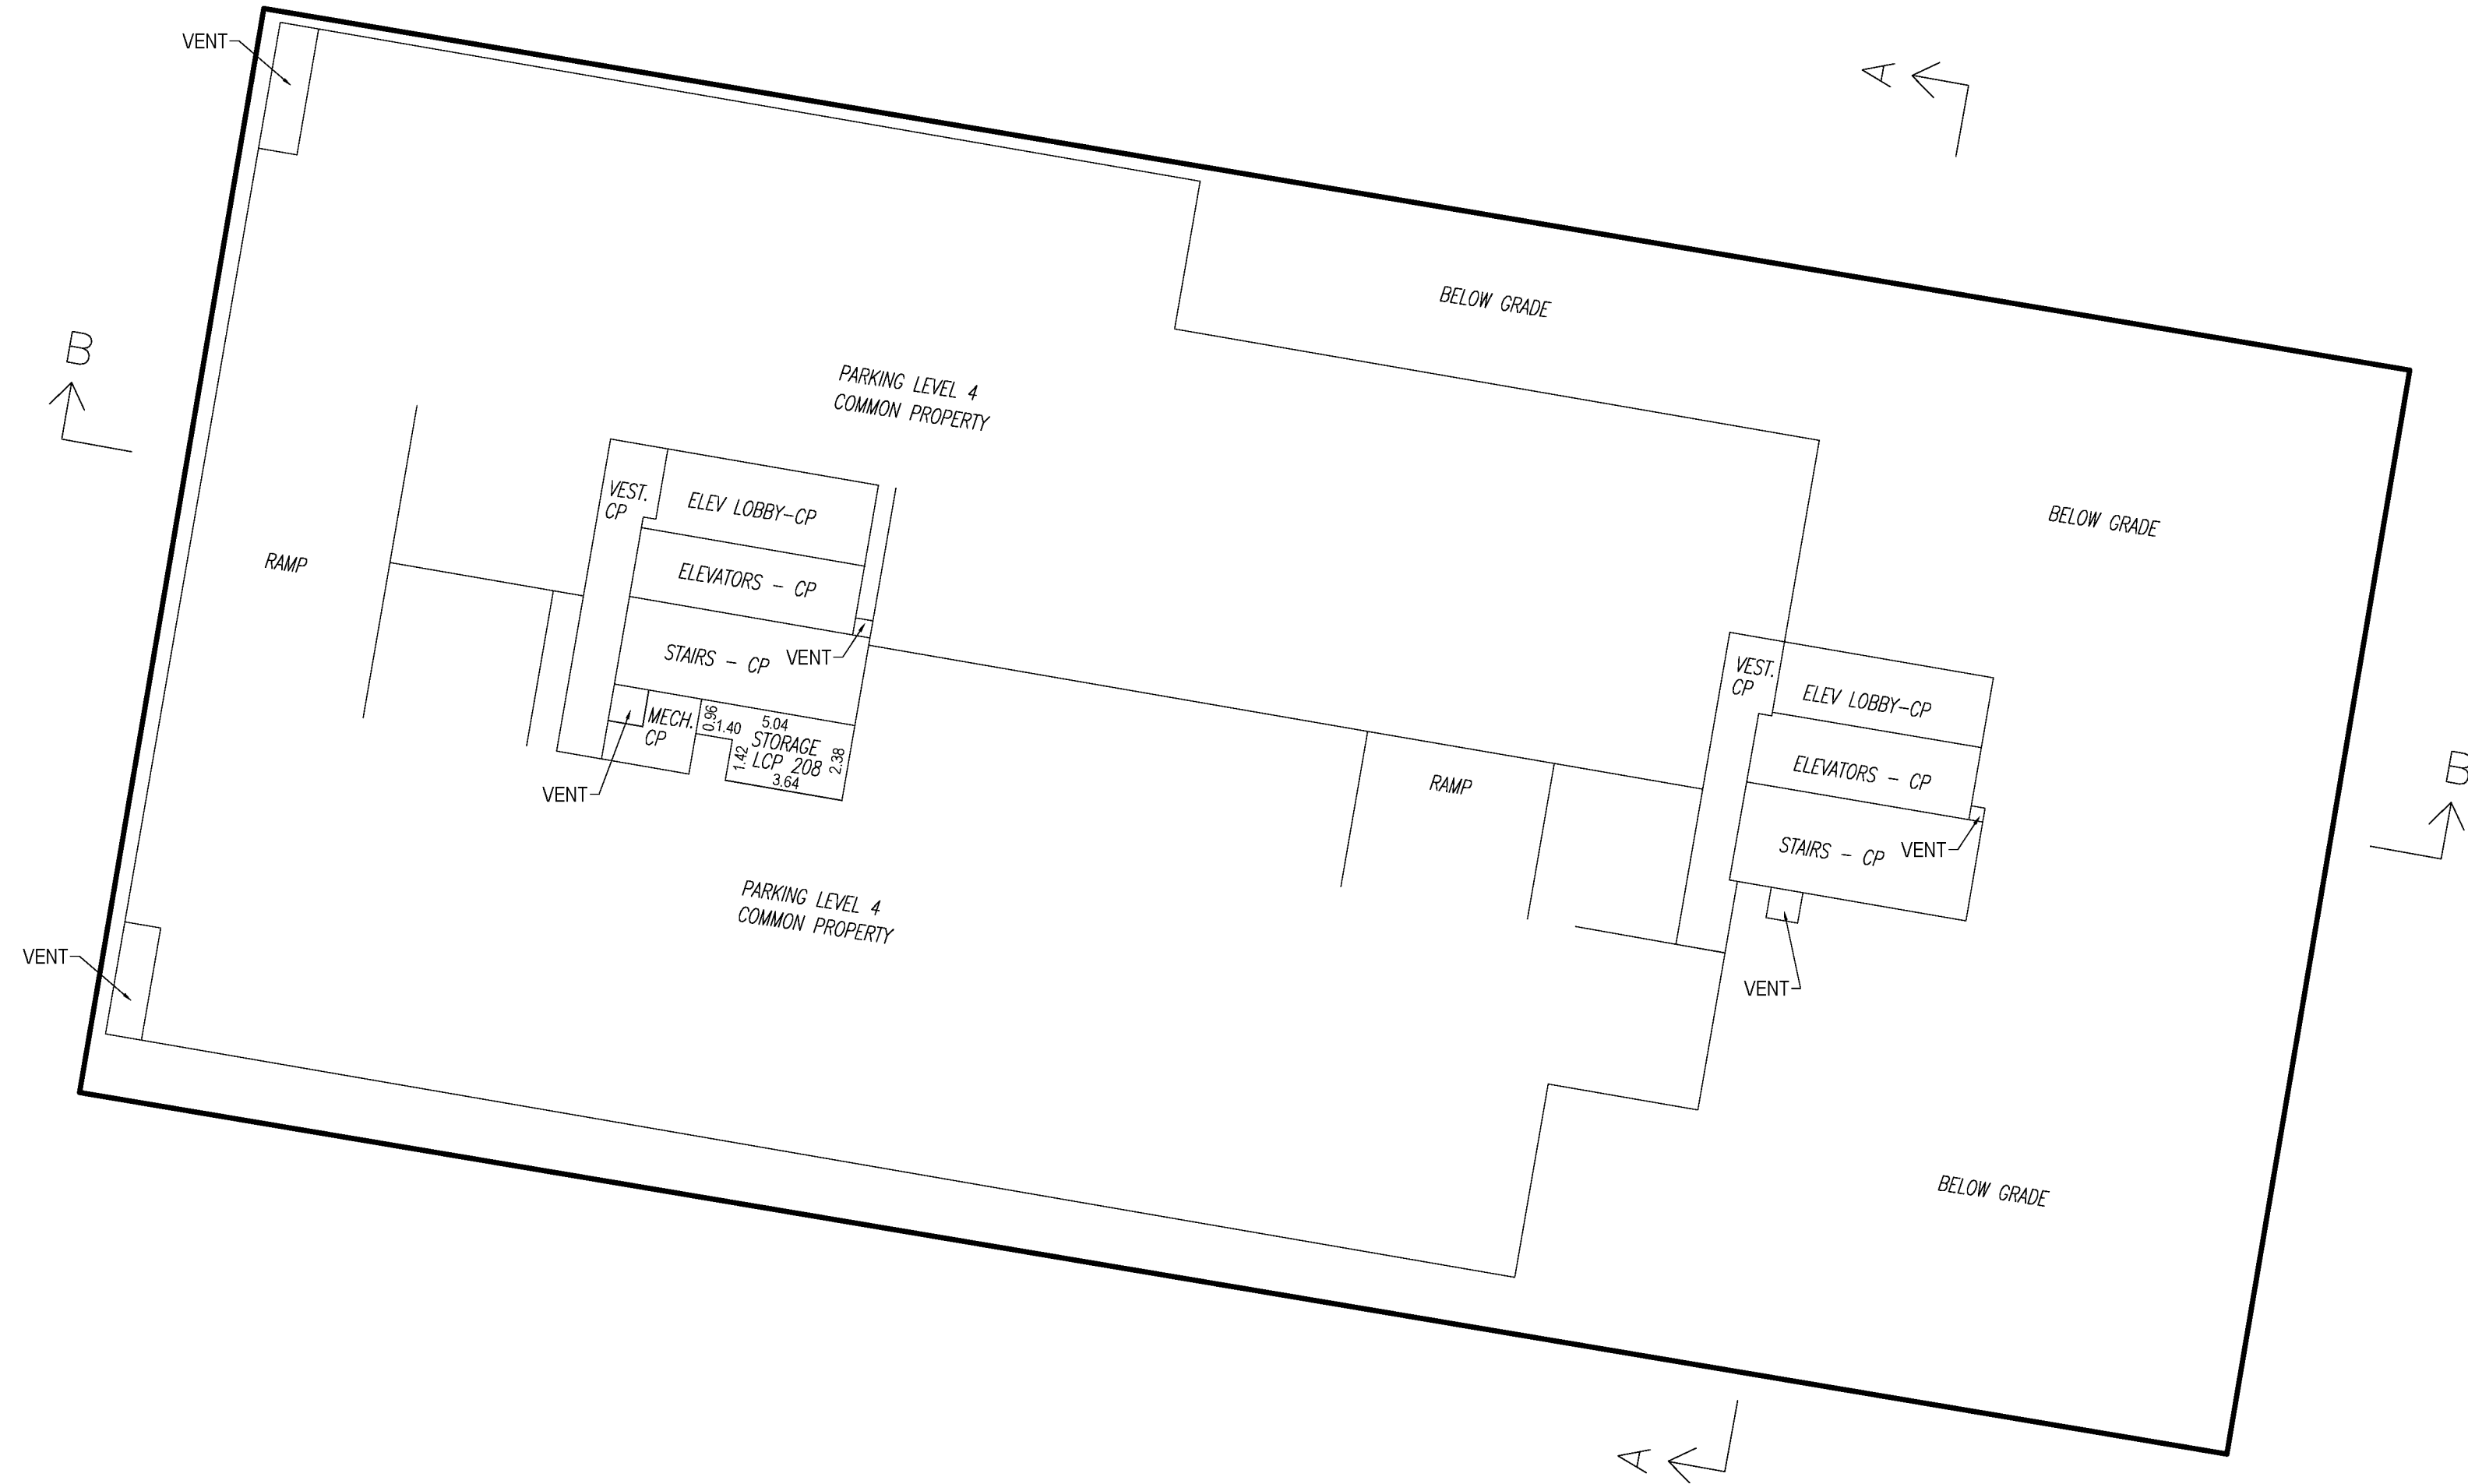 VENT
A
BELOW GRADE
B
PARKING LEVEL 4
COMMON PROPERTY
VEST.
CP
ELEV LOBBY-CP
BELOW GRADE
RAMP
ELEVATORS - CP
STAIRS - CP
VENT
VEST.
CP
ELEV LOBBY-CP
MECH.
CP
0.96
1.40
5.04
STORAGE
LCP 208
1.42
2.38
3.64
VENT
RAMP
ELEVATORS - CP
B
STAIRS - CP
VENT
PARKING LEVEL 4
COMMON PROPERTY
VENT
VENT
BELOW GRADE
A